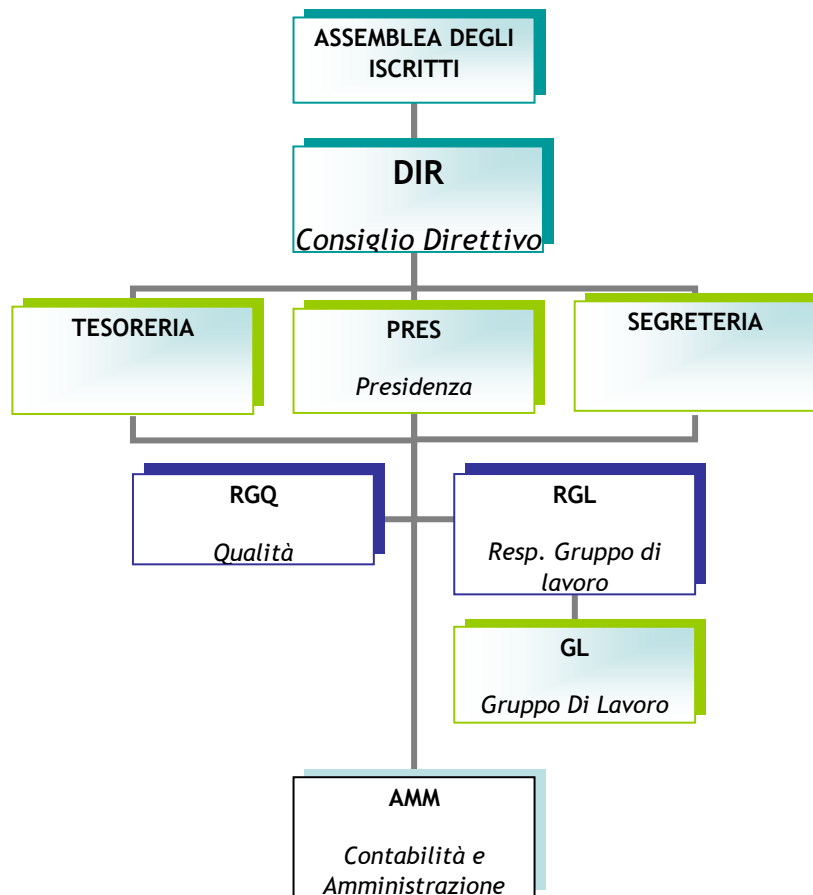 ASSEMBLEA DEGLI
ISCRITTI
DIR
Consiglio Direttivo
TESORERIA
PRES
Presidenza
SEGRETERIA
RGQ
Qualità
RGL
Resp. Gruppo di
lavoro
GL
Gruppo Di Lavoro
AMM
Contabilità e
Amministrazione